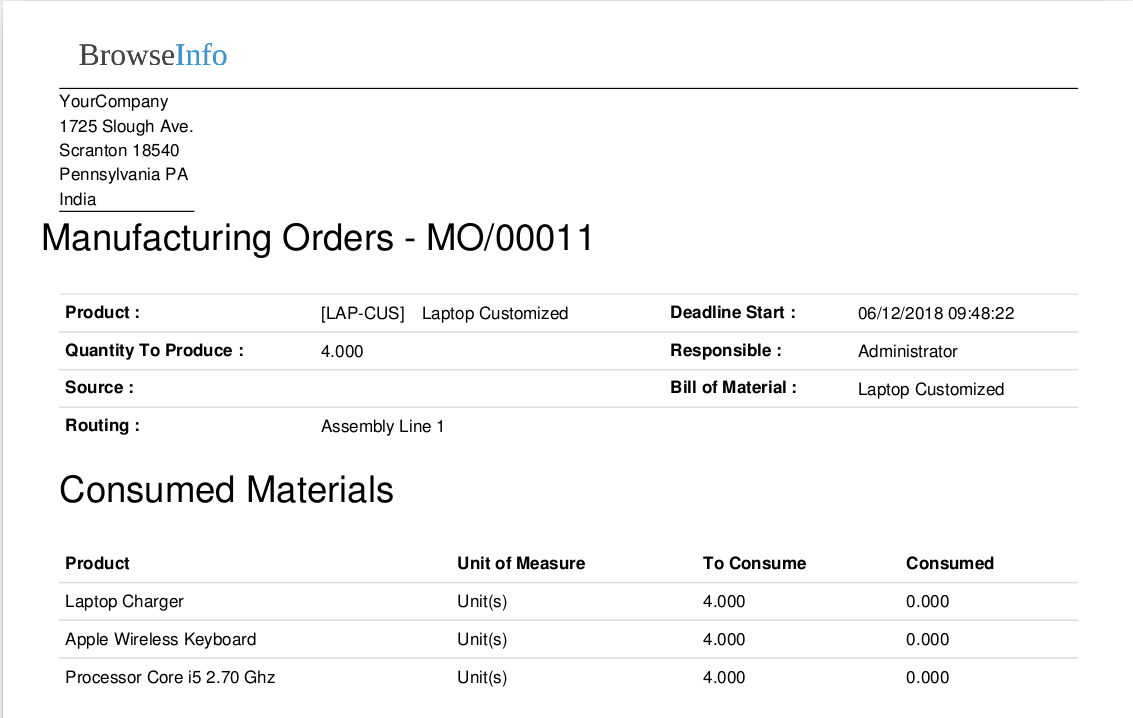 BrowseInfo
YourCompany
1725 Slough Ave.
Scranton 18540
Pennsylvania PA
India
Manufacturing Orders - MO/00011
Product : [LAP-CUS] Laptop Customized Deadline Start : 06/12/2018 09:48:22
Quantity To Produce : 4.000 Responsible : Administrator
Source : Bill of Material : Laptop Customized
Routing : Assembly Line 1
Consumed Materials
Product Unit of Measure To Consume Consumed
Laptop Charger Unit(s) 4.000 0.000
Apple Wireless Keyboard Unit(s) 4.000 0.000
Processor Core i5 2.70 Ghz Unit(s) 4.000 0.000